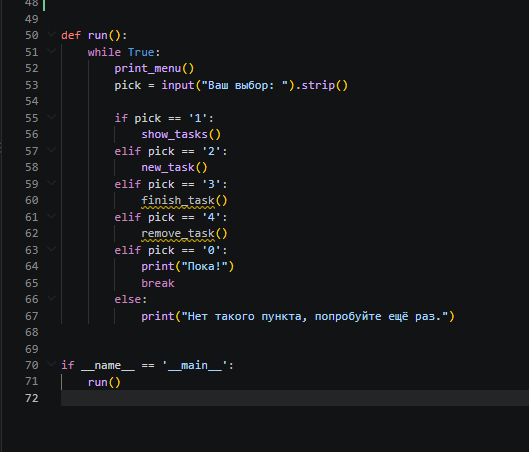 48
49
50 def run():
51     while True:
52         print_menu()
53         pick = input("Ваш выбор: ").strip()
54
55         if pick == '1':
56             show_tasks()
57         elif pick == '2':
58             new_task()
59         elif pick == '3':
60             finish_task()
61         elif pick == '4':
62             remove_task()
63         elif pick == '0':
64             print("Пока!")
65             break
66         else:
67             print("Нет такого пункта, попробуйте ещё раз.")
68
69
70 if __name__ == '__main__':
71     run()
72